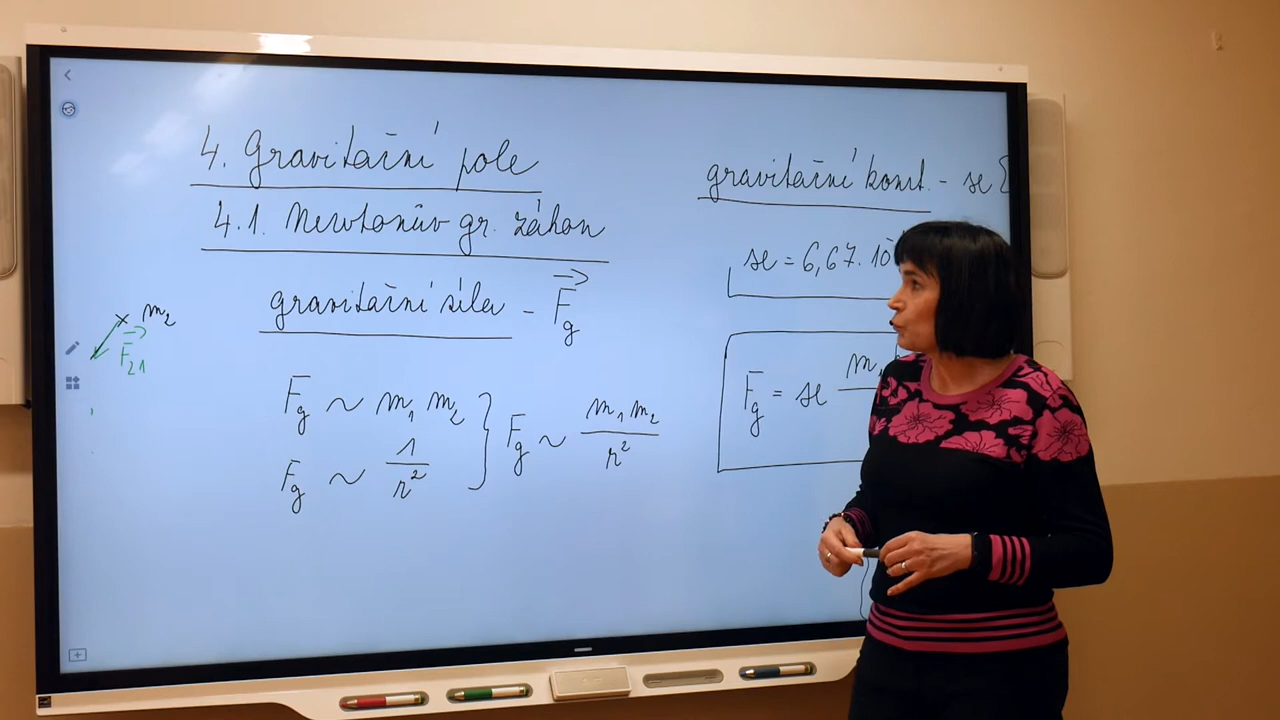 4. Gravitační pole
4.1. Newtonův gr. zákon
gravitační síla - F⃗g
m₂
F⃗₂₁
Fg ~ m₁ m₂
Fg ~ 1/r²
} Fg ~ m₁ m₂/r²
gravitační konst. - ϰ [
ϰ = 6,67. 10⁻
Fg = ϰ m₁